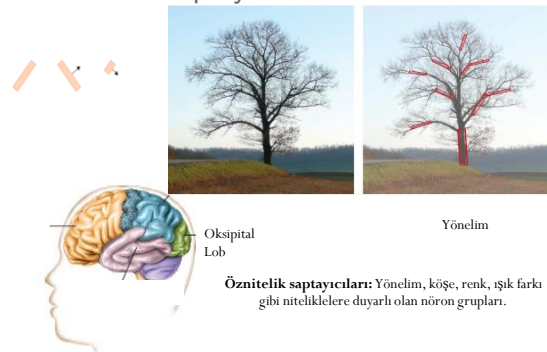 Yönelim
Oksipital
Lob
Öznitelik saptayıcıları: Yönelim, köşe, renk, ışık farkı
gibi niteliklelere duyarlı olan nöron grupları.